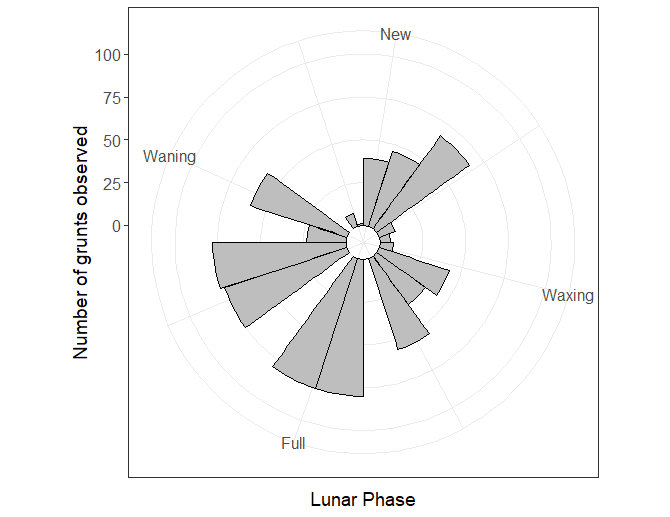 New
100
75
50
25
0
Waning
Waxing
Full
Number of grunts observed
Lunar Phase